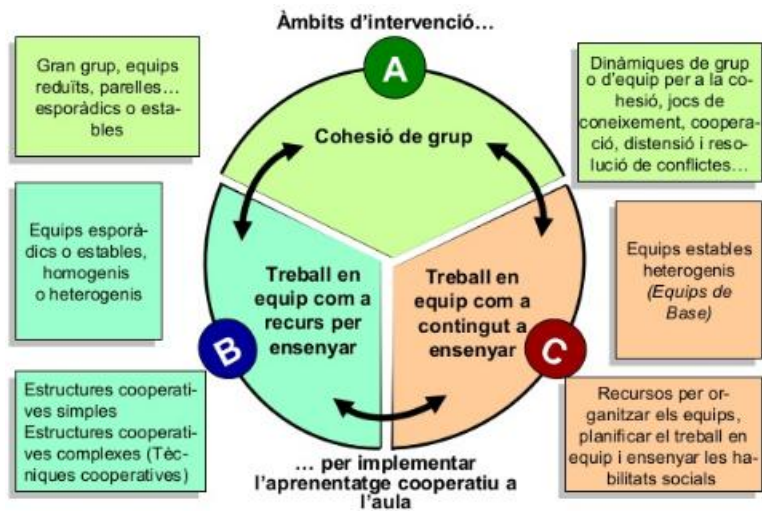 Àmbits d'intervenció…
A
Gran grup, equips
reduïts, parelles…
esporàdics o esta-
bles
Cohesió de grup
Dinàmiques de grup
o d'equip per a la co-
hesió, jocs de
coneixement, coopera-
ció, distensió i reso-
lució de conflictes…
Equips esporà-
dics o estables,
homogenis
o heterogenis
Treball en
equip com a
recurs per
ensenyar
B
Treball en
equip com a
contingut a
ensenyar
C
Equips estables
heterogenis
(Equips de
Base)
Estructures cooperati-
ves simples
Estructures cooperati-
ves complexes (Tèc-
niques cooperatives)
… per implementar
l'aprenentatge cooperatiu a
l'aula
Recursos per or-
ganitzar els equips,
planificar el treball en
equip i ensenyar les ha-
bilitats socials